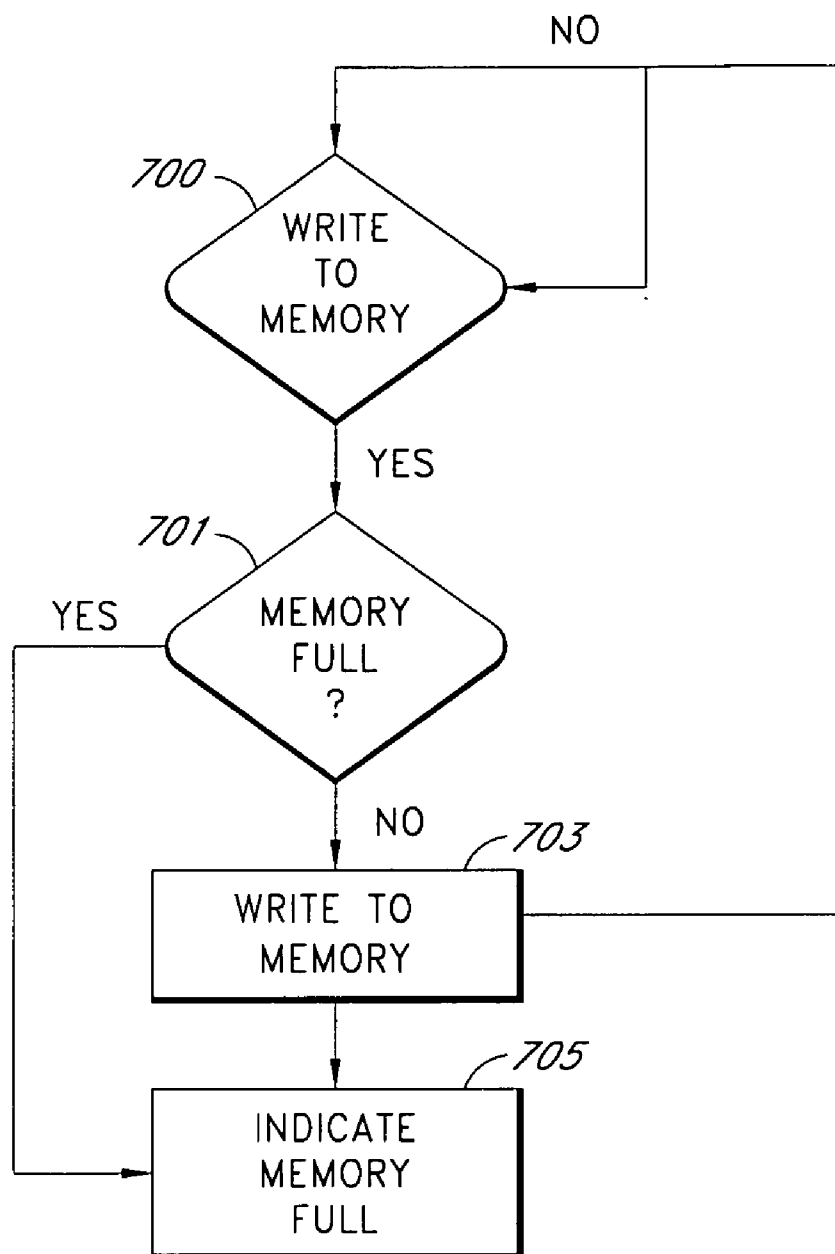 NO
700
WRITE
TO
MEMORY
YES
701
YES
MEMORY
FULL
?
NO
703
WRITE TO
MEMORY
705
INDICATE
MEMORY
FULL